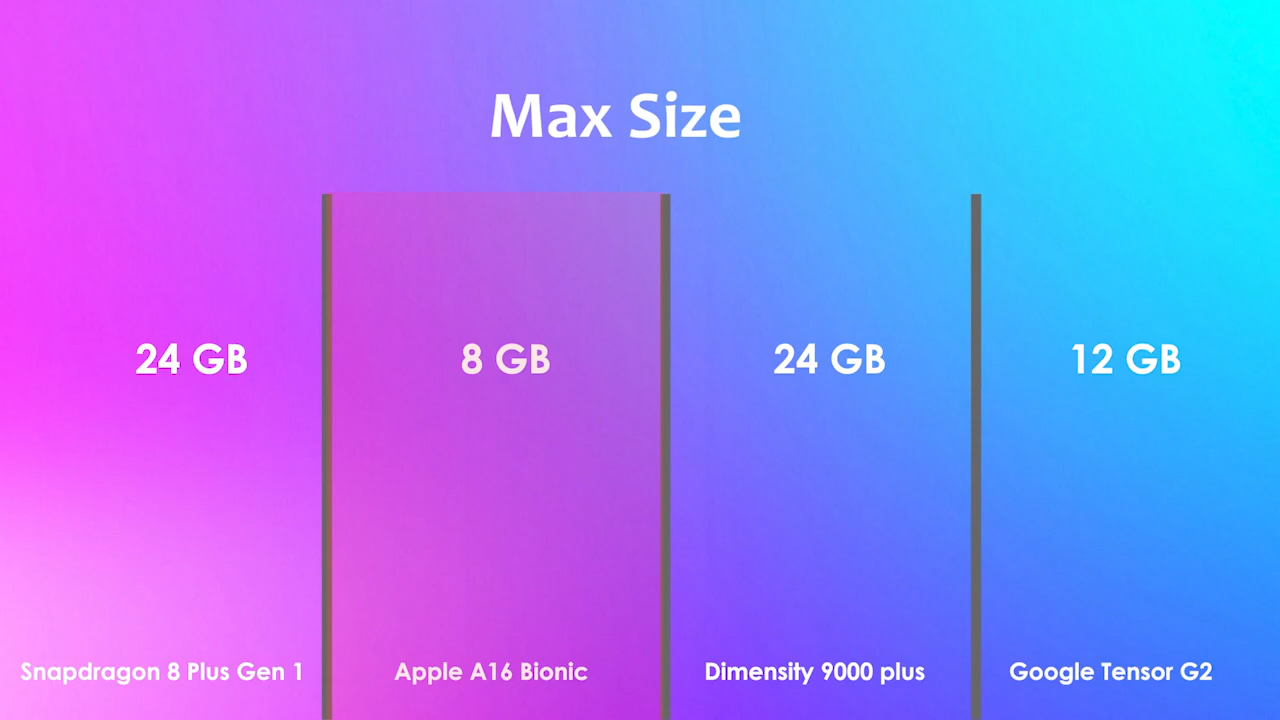 Max Size
24 GB
8 GB
24 GB
12 GB
Snapdragon 8 Plus Gen 1
Apple A16 Bionic
Dimensity 9000 plus
Google Tensor G2